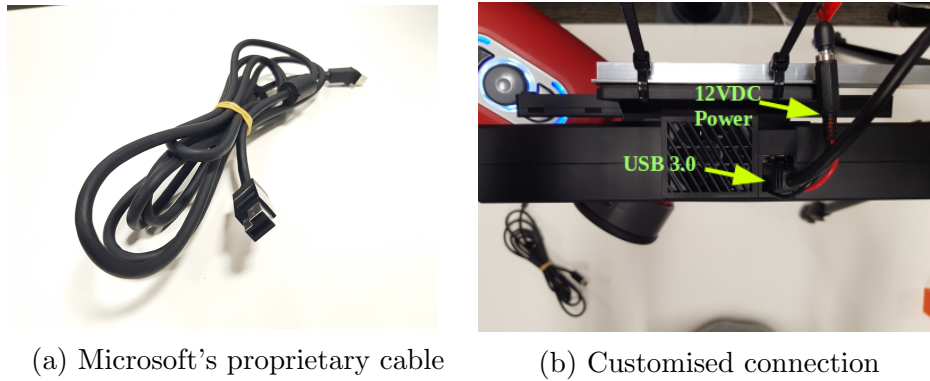 12VDC
Power
USB 3.0
(a) Microsoft's proprietary cable
(b) Customised connection